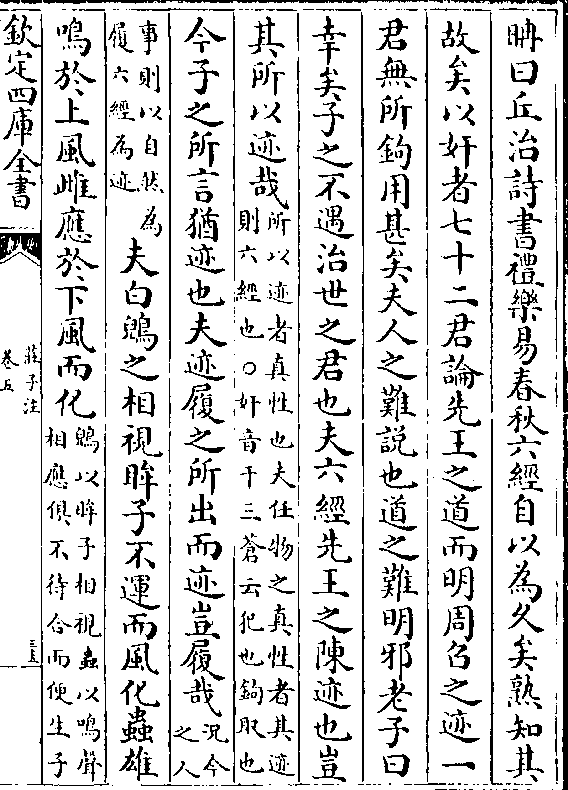 聃曰丘治詩書禮樂易春秋六經自以為久矣熟知其
故矣以奸者七十二君論先王之道而明周召之迹一
君無所鉤用甚矣夫人之難說也道之難明邪老子曰
幸矣子之不遇治世之君也夫六經先王之陳迹也豈
其所以迹哉所以迹者真性也夫任物之真性者其迹則六經也○奸音干三蒼云犯也鉤取也
今子之所言猶迹也夫迹履之所出而迹豈履哉況今之人
事則以自然為履六經為迹夫白鶂之相視眸子不運而風化蟲雄
鳴於上風雌應於下風而化鶂以眸子相視蟲以鳴聲相應俱不待合而便生子
欽定四庫全書
莊子注
卷五
三五